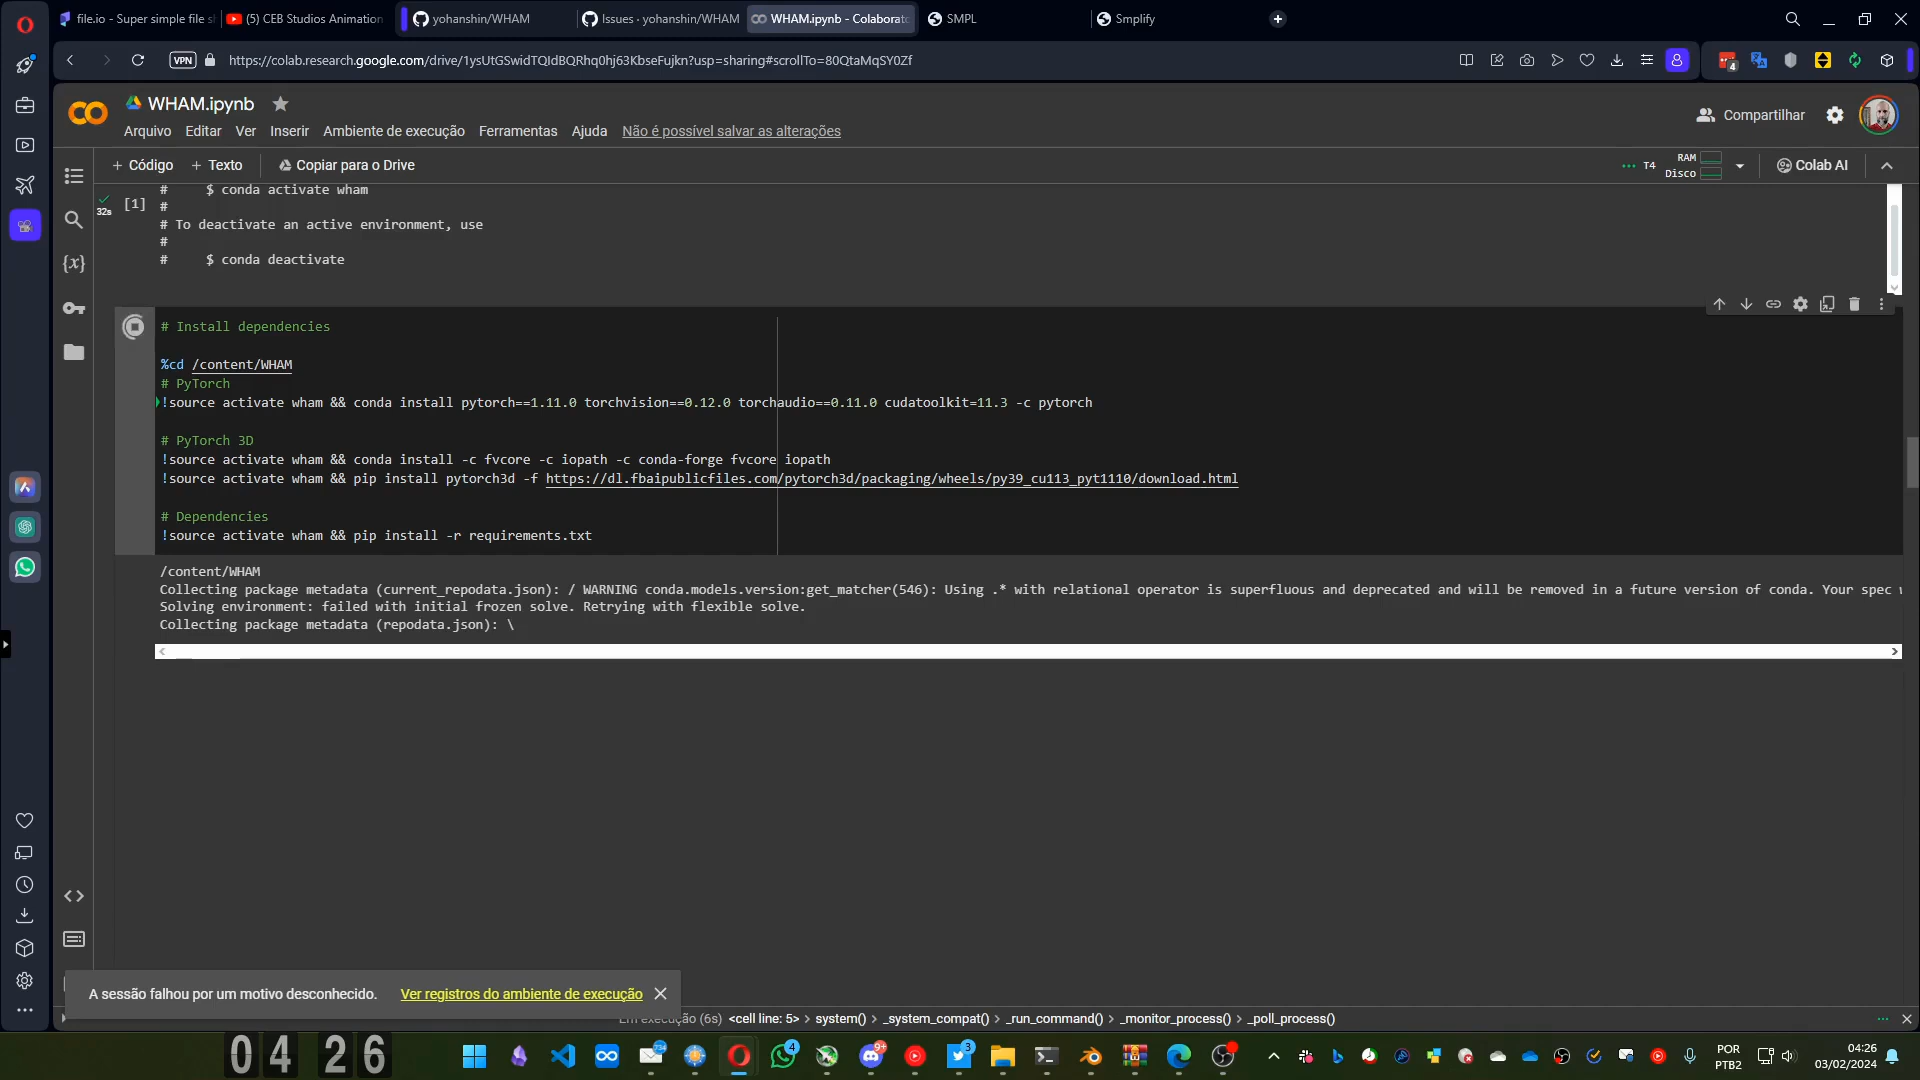 file.io - Super simple file s
(5) CEB Studios Animation
yohanshin/WHAM
Issues · yohanshin/WHAM
WHAM.ipynb - Colaborato
SMPL
Smplify
VPN
https://colab.research.google.com/drive/1ysUtGSwidTQIdBQRhq0hj63KbseFujkn?usp=sharing#scrollTo=80QtaMqSY0Zf
4
WHAM.ipynb
Arquivo Editar Ver Inserir Ambiente de execução Ferramentas Ajuda Não é possível salvar as alterações
Compartilhar
+ Código + Texto Copiar para o Drive
T4 RAM
Disco
Colab AI
32s
[1]
# $ conda activate wham
#
# To deactivate an active environment, use
#
# $ conda deactivate
# Install dependencies
%cd /content/WHAM
# PyTorch
!source activate wham && conda install pytorch==1.11.0 torchvision==0.12.0 torchaudio==0.11.0 cudatoolkit=11.3 -c pytorch
# PyTorch 3D
!source activate wham && conda install -c fvcore -c iopath -c conda-forge fvcore iopath
!source activate wham && pip install pytorch3d -f https://dl.fbaipublicfiles.com/pytorch3d/packaging/wheels/py39_cu113_pyt1110/download.html
# Dependencies
!source activate wham && pip install -r requirements.txt
/content/WHAM
Collecting package metadata (current_repodata.json): / WARNING conda.models.version:get_matcher(546): Using .* with relational operator is superfluous and deprecated and will be removed in a future version of conda. Your spec w
Solving environment: failed with initial frozen solve. Retrying with flexible solve.
Collecting package metadata (repodata.json): \
A sessão falhou por um motivo desconhecido. Ver registros do ambiente de execução
Em execução (6s) <cell line: 5> > system() > _system_compat() > _run_command() > _monitor_process() > _poll_process()
04 26
4
9+
3
POR
PTB2
04:26
03/02/2024